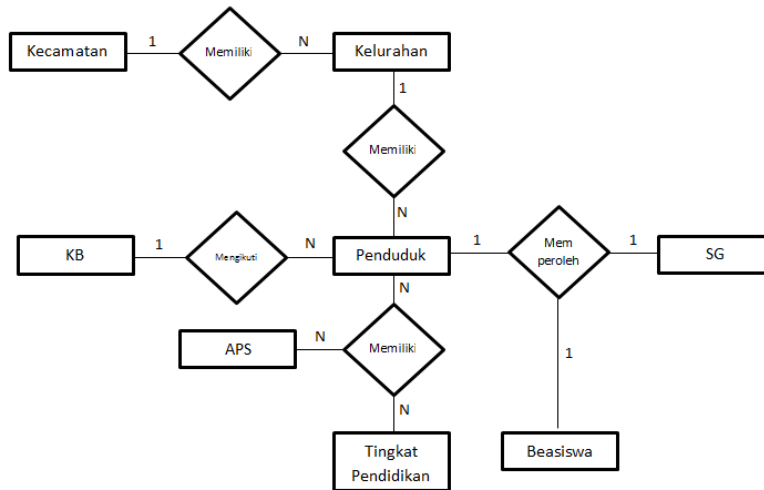 Kecamatan
1
Memiliki
N
Kelurahan
1
Memiliki
N
KB
1
Mengikuti
N
Penduduk
1
Mem
peroleh
1
SG
N
APS
N
Memiliki
1
N
Tingkat
Pendidikan
Beasiswa